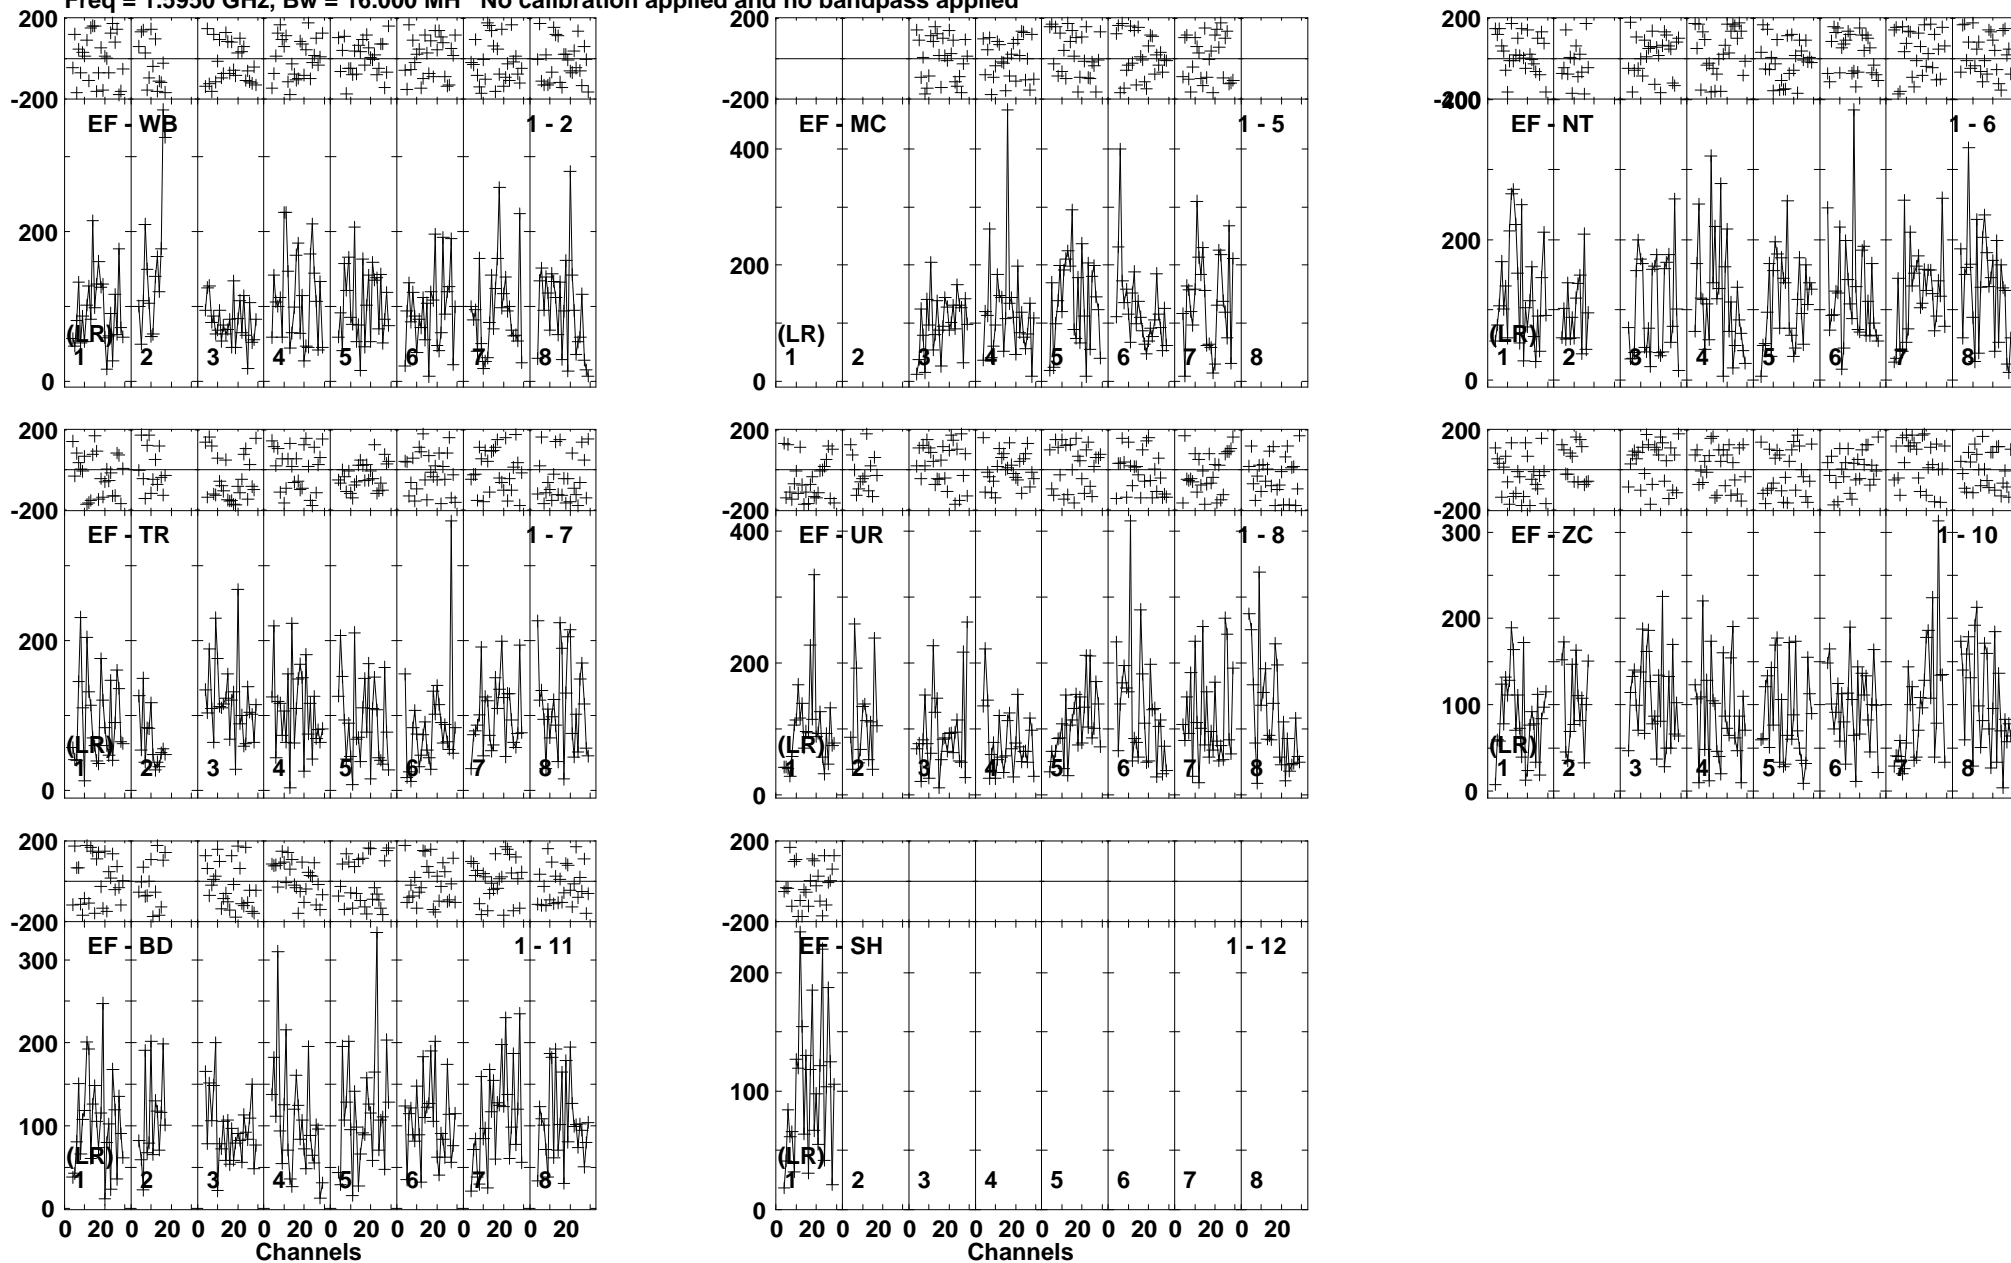 Freq = 1.5950 GHz, Bw = 16.000 MH No calibration applied and no bandpass applied
200 200 200
-200 -200 -200
400
EF - WB 1 - 2 EF - MC 1 - 5 EF - NT 1 - 6
400
200 200 200
(LR) (LR) (LR)
1 2 3 4 5 6 7 8 1 2 3 4 5 6 7 8 1 2 3 4 5 6 7 8
0 0 0
200 200 200
-200 -200 -200
EF - TR 1 - 7 EF - UR 1 - 8 EF - ZC 1 - 10
400 300
200 200 200
100
(LR) (LR) (LR)
1 2 3 4 5 6 7 8 1 2 3 4 5 6 7 8 1 2 3 4 5 6 7 8
0 0 0
200 200
-200 -200
EF - BD 1 - 11 EF - SH 1 - 12
300 200
200
100 100
(LR) (LR)
1 2 3 4 5 6 7 8 1 2 3 4 5 6 7 8
0 0
0 20 0 20 0 20 0 20 0 20 0 20 0 20 0 20 0 20 0 20 0 20 0 20 0 20 0 20 0 20 0 20
Channels Channels